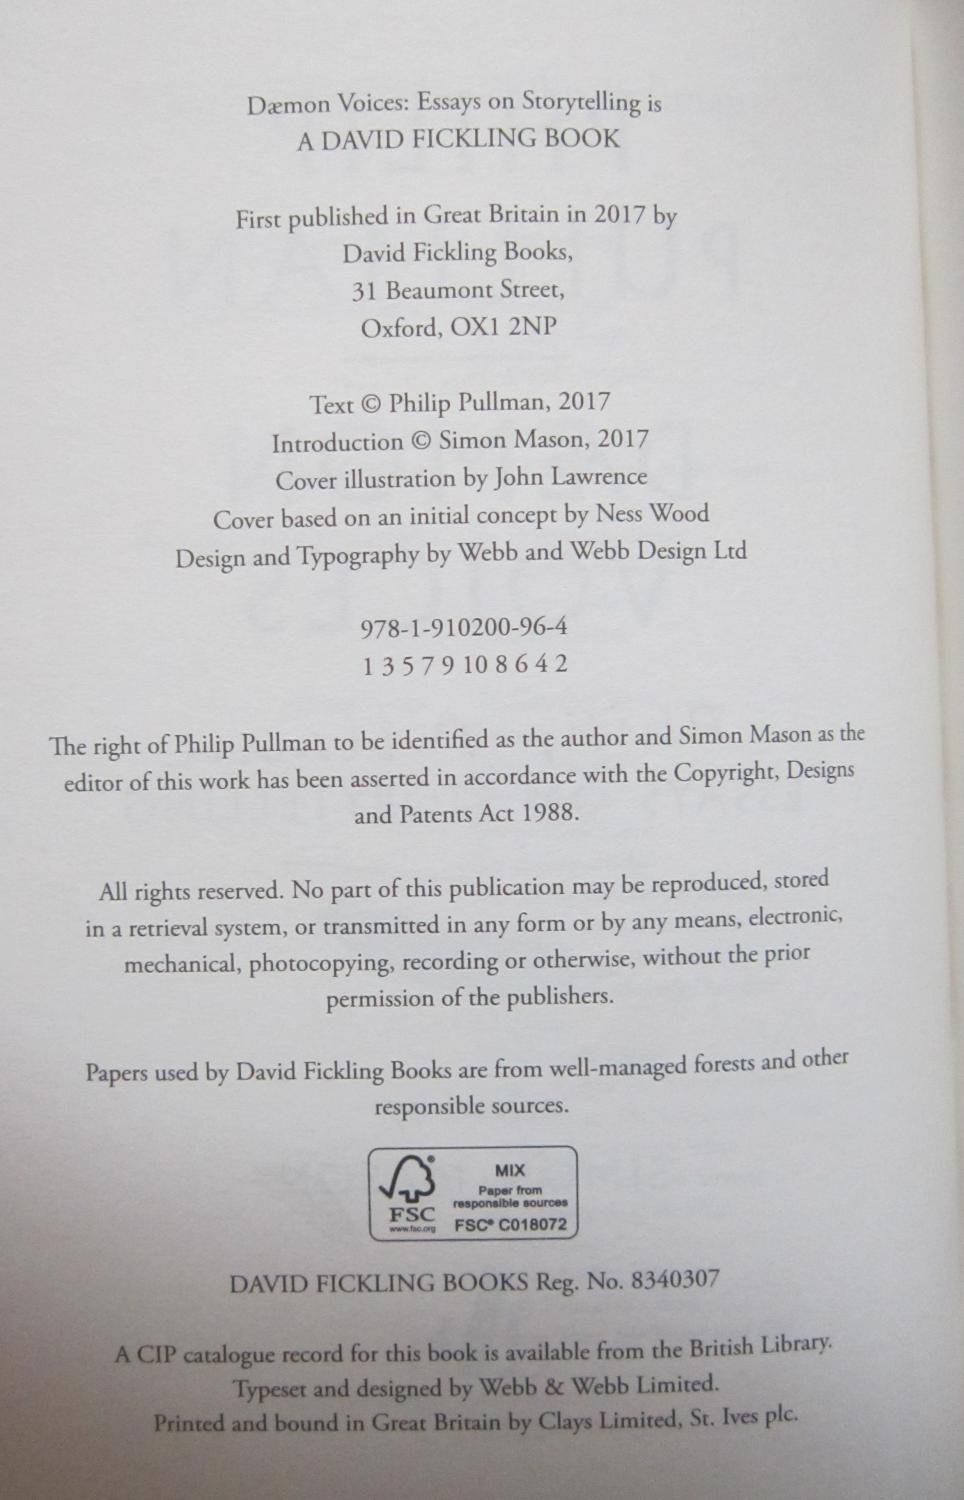 Dæmon Voices: Essays on Storytelling is
A DAVID FICKLING BOOK
First published in Great Britain in 2017 by
David Fickling Books,
31 Beaumont Street,
Oxford, OX1 2NP
Text © Philip Pullman, 2017
Introduction © Simon Mason, 2017
Cover illustration by John Lawrence
Cover based on an initial concept by Ness Wood
Design and Typography by Webb and Webb Design Ltd
978-1-910200-96-4
1 3 5 7 9 10 8 6 4 2
The right of Philip Pullman to be identified as the author and Simon Mason as the
editor of this work has been asserted in accordance with the Copyright, Designs
and Patents Act 1988.
All rights reserved. No part of this publication may be reproduced, stored
in a retrieval system, or transmitted in any form or by any means, electronic,
mechanical, photocopying, recording or otherwise, without the prior
permission of the publishers.
Papers used by David Fickling Books are from well-managed forests and other
responsible sources.
FSC
www.fsc.org
MIX
Paper from
responsible sources
FSC® C018072
DAVID FICKLING BOOKS Reg. No. 8340307
A CIP catalogue record for this book is available from the British Library.
Typeset and designed by Webb & Webb Limited.
Printed and bound in Great Britain by Clays Limited, St. Ives plc.